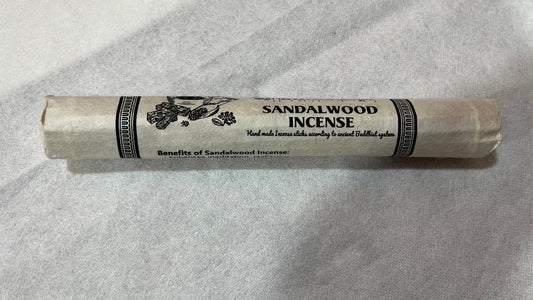 SANDALWOOD
INCENSE
Hand made Incense sticks according to ancient Buddhist system
Benefits of Sandalwood Incense: